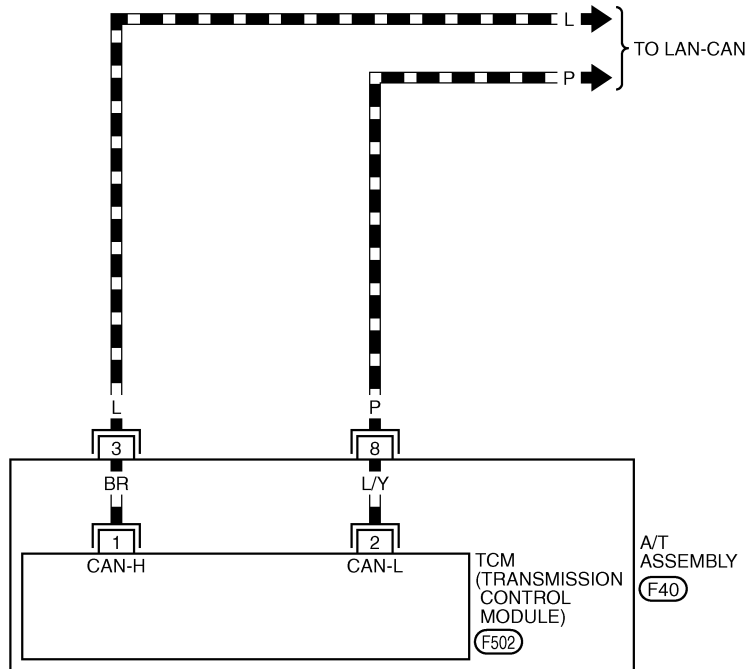 L
TO LAN-CAN
P
L
P
3
8
BR
L/Y
1
2
CAN-H
CAN-L
TCM
(TRANSMISSION
CONTROL
MODULE)
F502
A/T
ASSEMBLY
F40